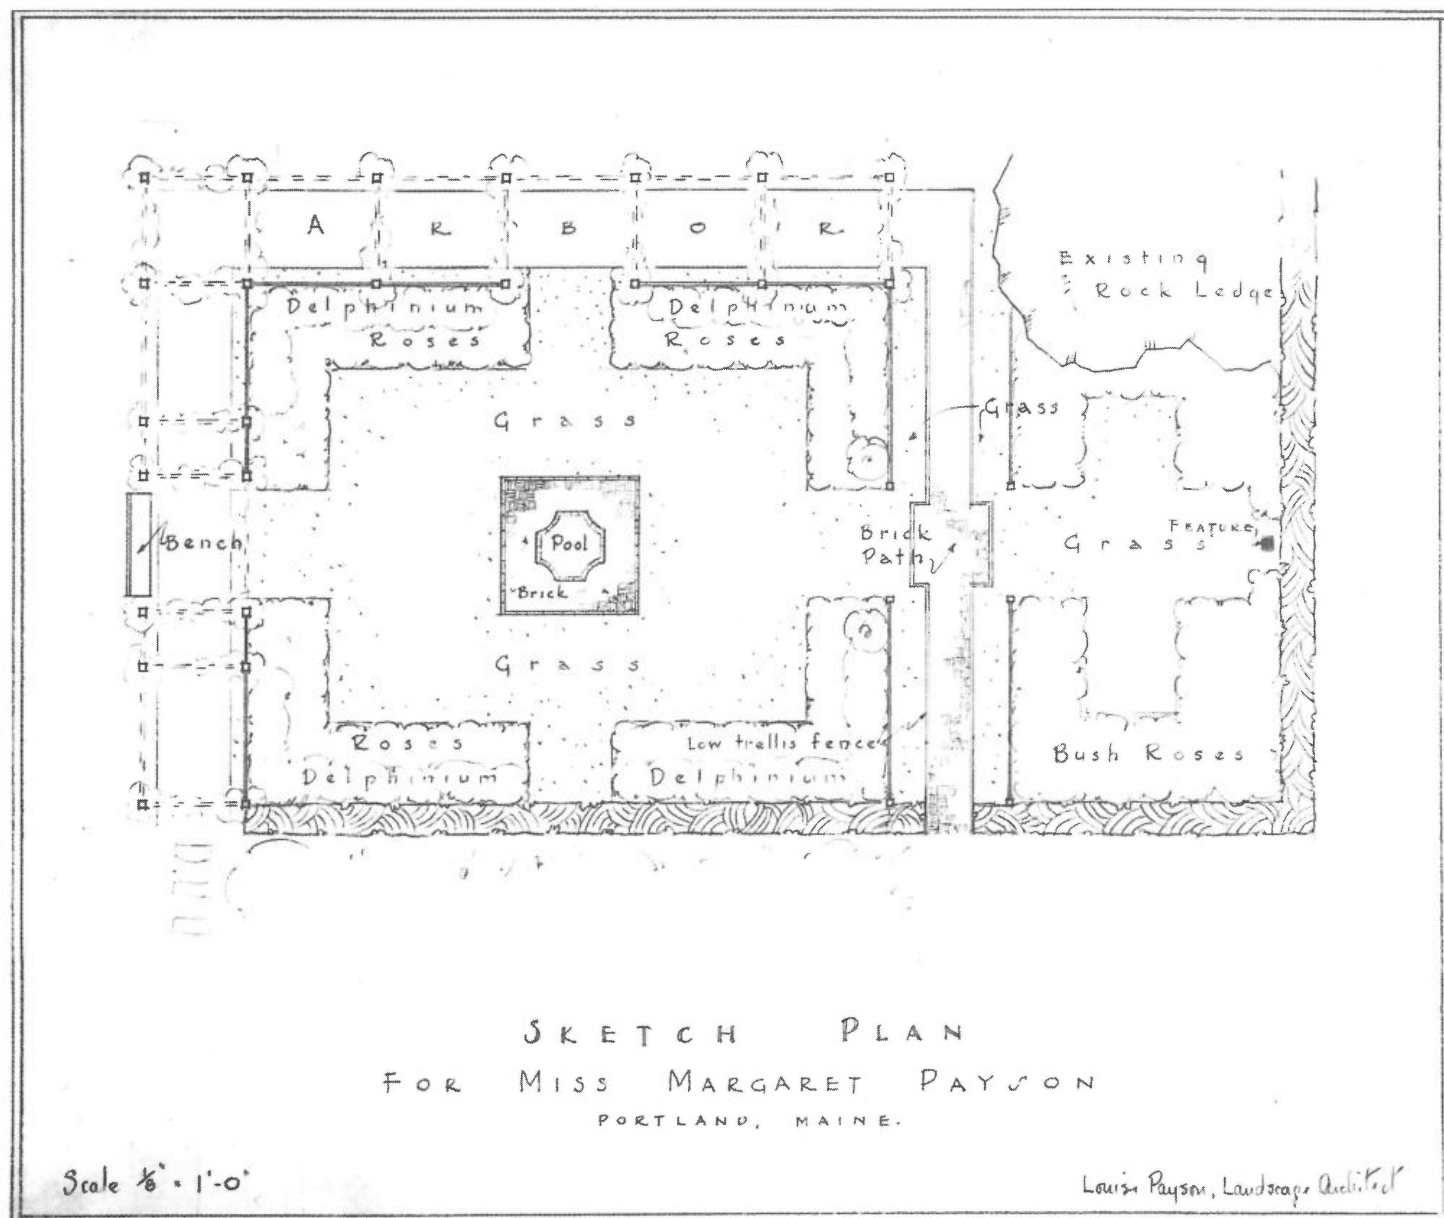 A R B O R
Existing
Rock Ledge
Delphinium
Roses
Delphinium
Roses
Grass
Grass
Bench
Pool
Brick
Brick
Path
Grass
FEATURE
Grass
Roses
Delphinium
Low trellis fence
Delphinium
Bush Roses
SKETCH PLAN
FOR MISS MARGARET PAYSON
PORTLAND, MAINE.
Scale 1/8" = 1'-0"
Louise Payson, Landscape Architect